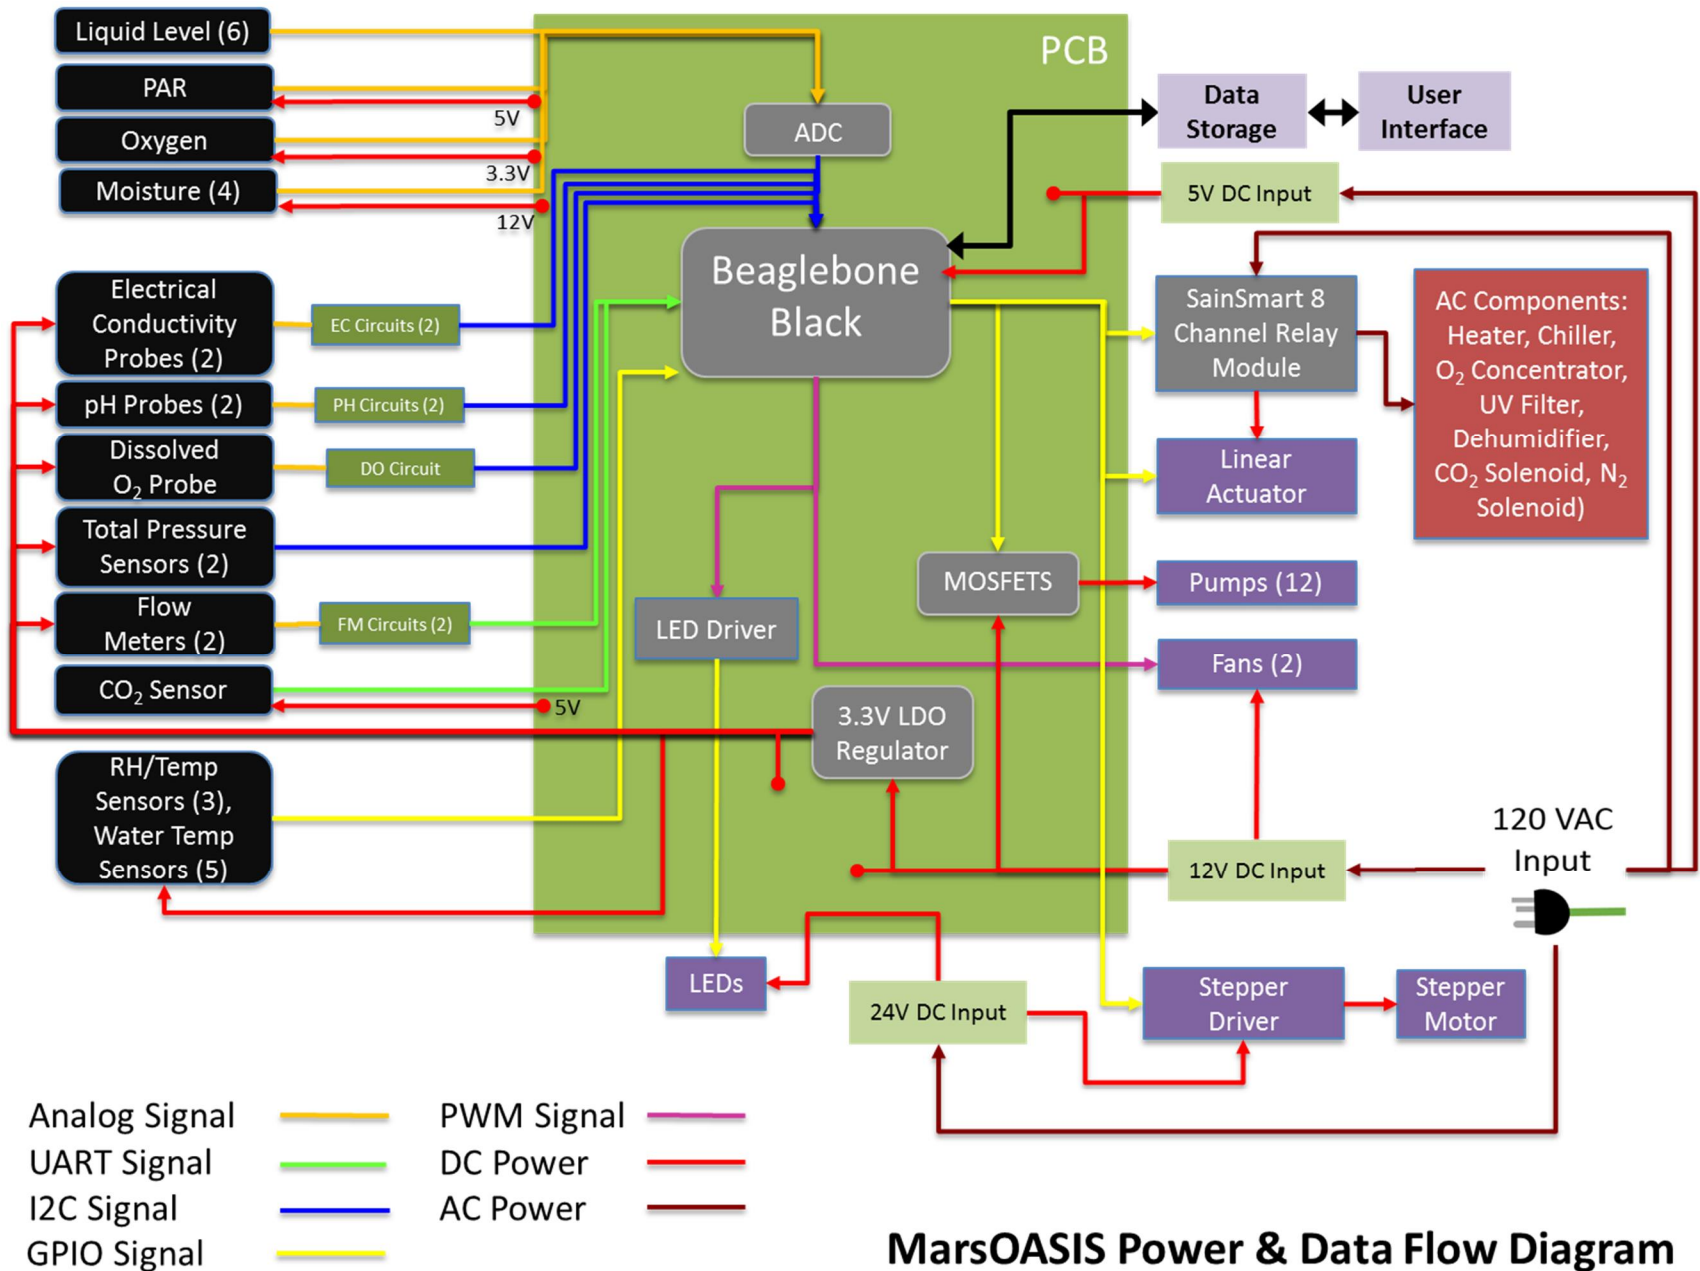 Liquid Level (6)
PAR
5V
Oxygen
3.3V
Moisture (4)
12V
Electrical
Conductivity
Probes (2)
EC Circuits (2)
pH Probes (2)
PH Circuits (2)
Dissolved
O2 Probe
DO Circuit
Total Pressure
Sensors (2)
Flow
Meters (2)
FM Circuits (2)
CO2 Sensor
5V
RH/Temp
Sensors (3),
Water Temp
Sensors (5)
PCB
ADC
Beaglebone
Black
LED Driver
MOSFETS
3.3V LDO
Regulator
LEDs
Data
Storage
User
Interface
5V DC Input
SainSmart 8
Channel Relay
Module
AC Components:
Heater, Chiller,
O2 Concentrator,
UV Filter,
Dehumidifier,
CO2 Solenoid, N2
Solenoid)
Linear
Actuator
Pumps (12)
Fans (2)
12V DC Input
120 VAC
Input
24V DC Input
Stepper
Driver
Stepper
Motor
Analog Signal
UART Signal
I2C Signal
GPIO Signal
PWM Signal
DC Power
AC Power
MarsOASIS Power & Data Flow Diagram